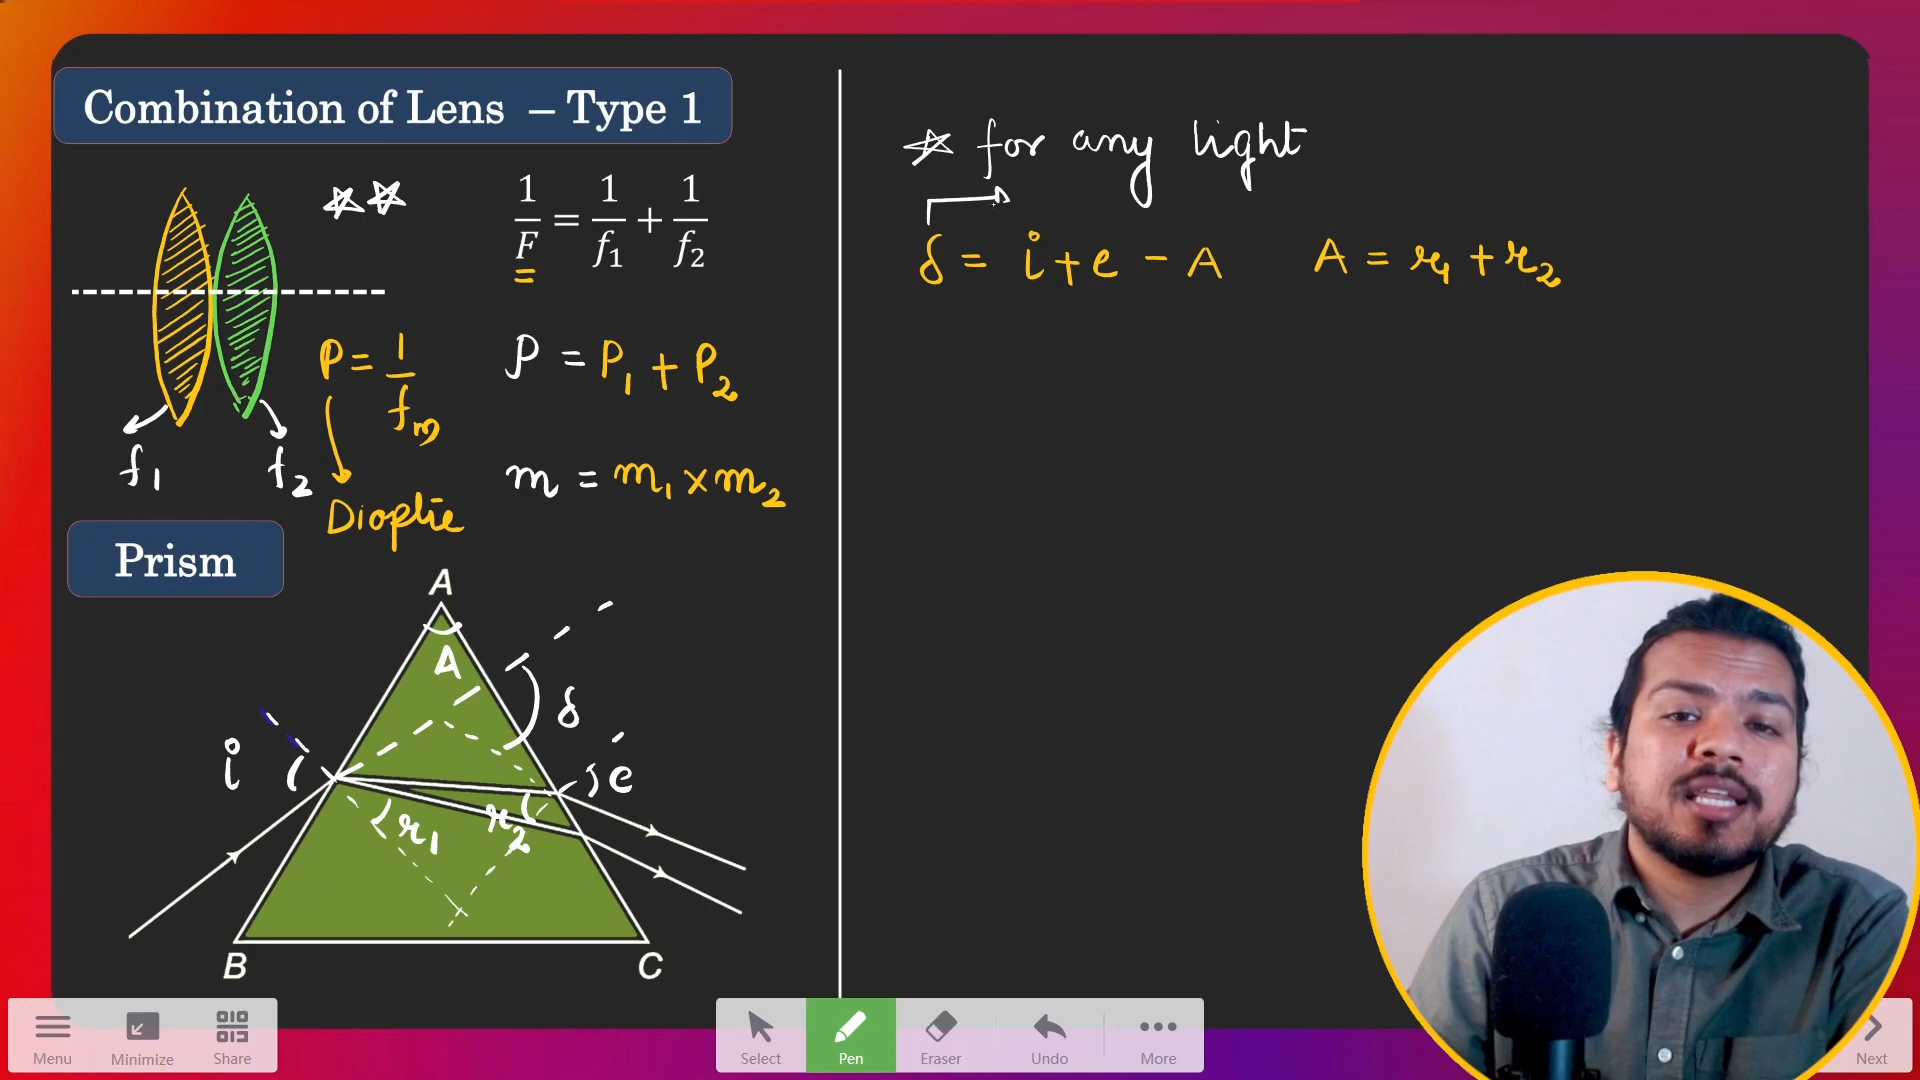 Combination of Lens – Type 1
1/F = 1/f₁ + 1/f₂
P = 1/fₘ
P = P₁ + P₂
f₁
f₂
m = m₁ × m₂
Dioptre
Prism
A
A
δ
i
e
r₁
r₂
B
C
for any light
δ = i + e - A
A = r₁ + r₂
Menu
Minimize
Share
Select
Pen
Eraser
Undo
More
Next